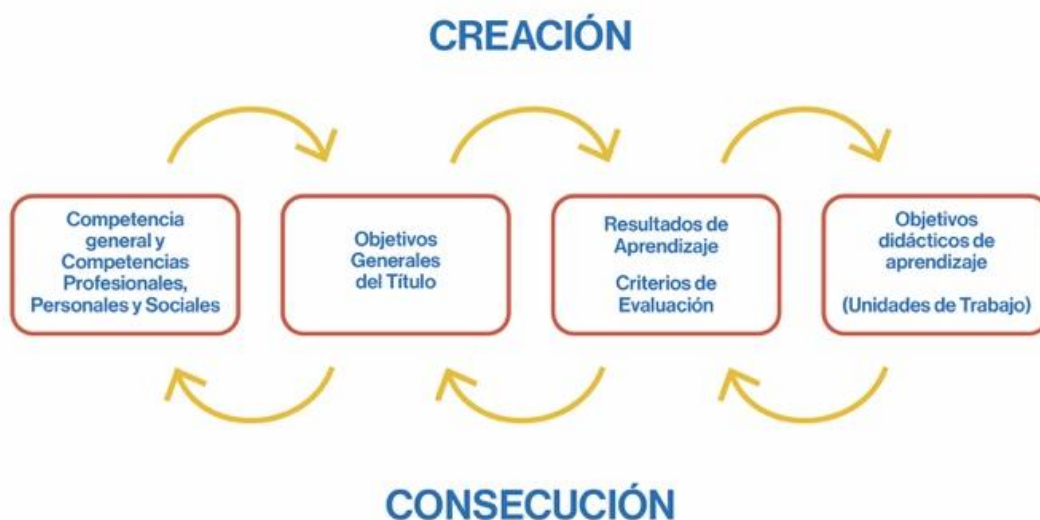 CREACIÓN
Competencia
general y
Competencias
Profesionales,
Personales y Sociales
Objetivos
Generales
del Título
Resultados de
Aprendizaje
Criterios de
Evaluación
Objetivos
didácticos de
aprendizaje
(Unidades de Trabajo)
CONSECUCIÓN